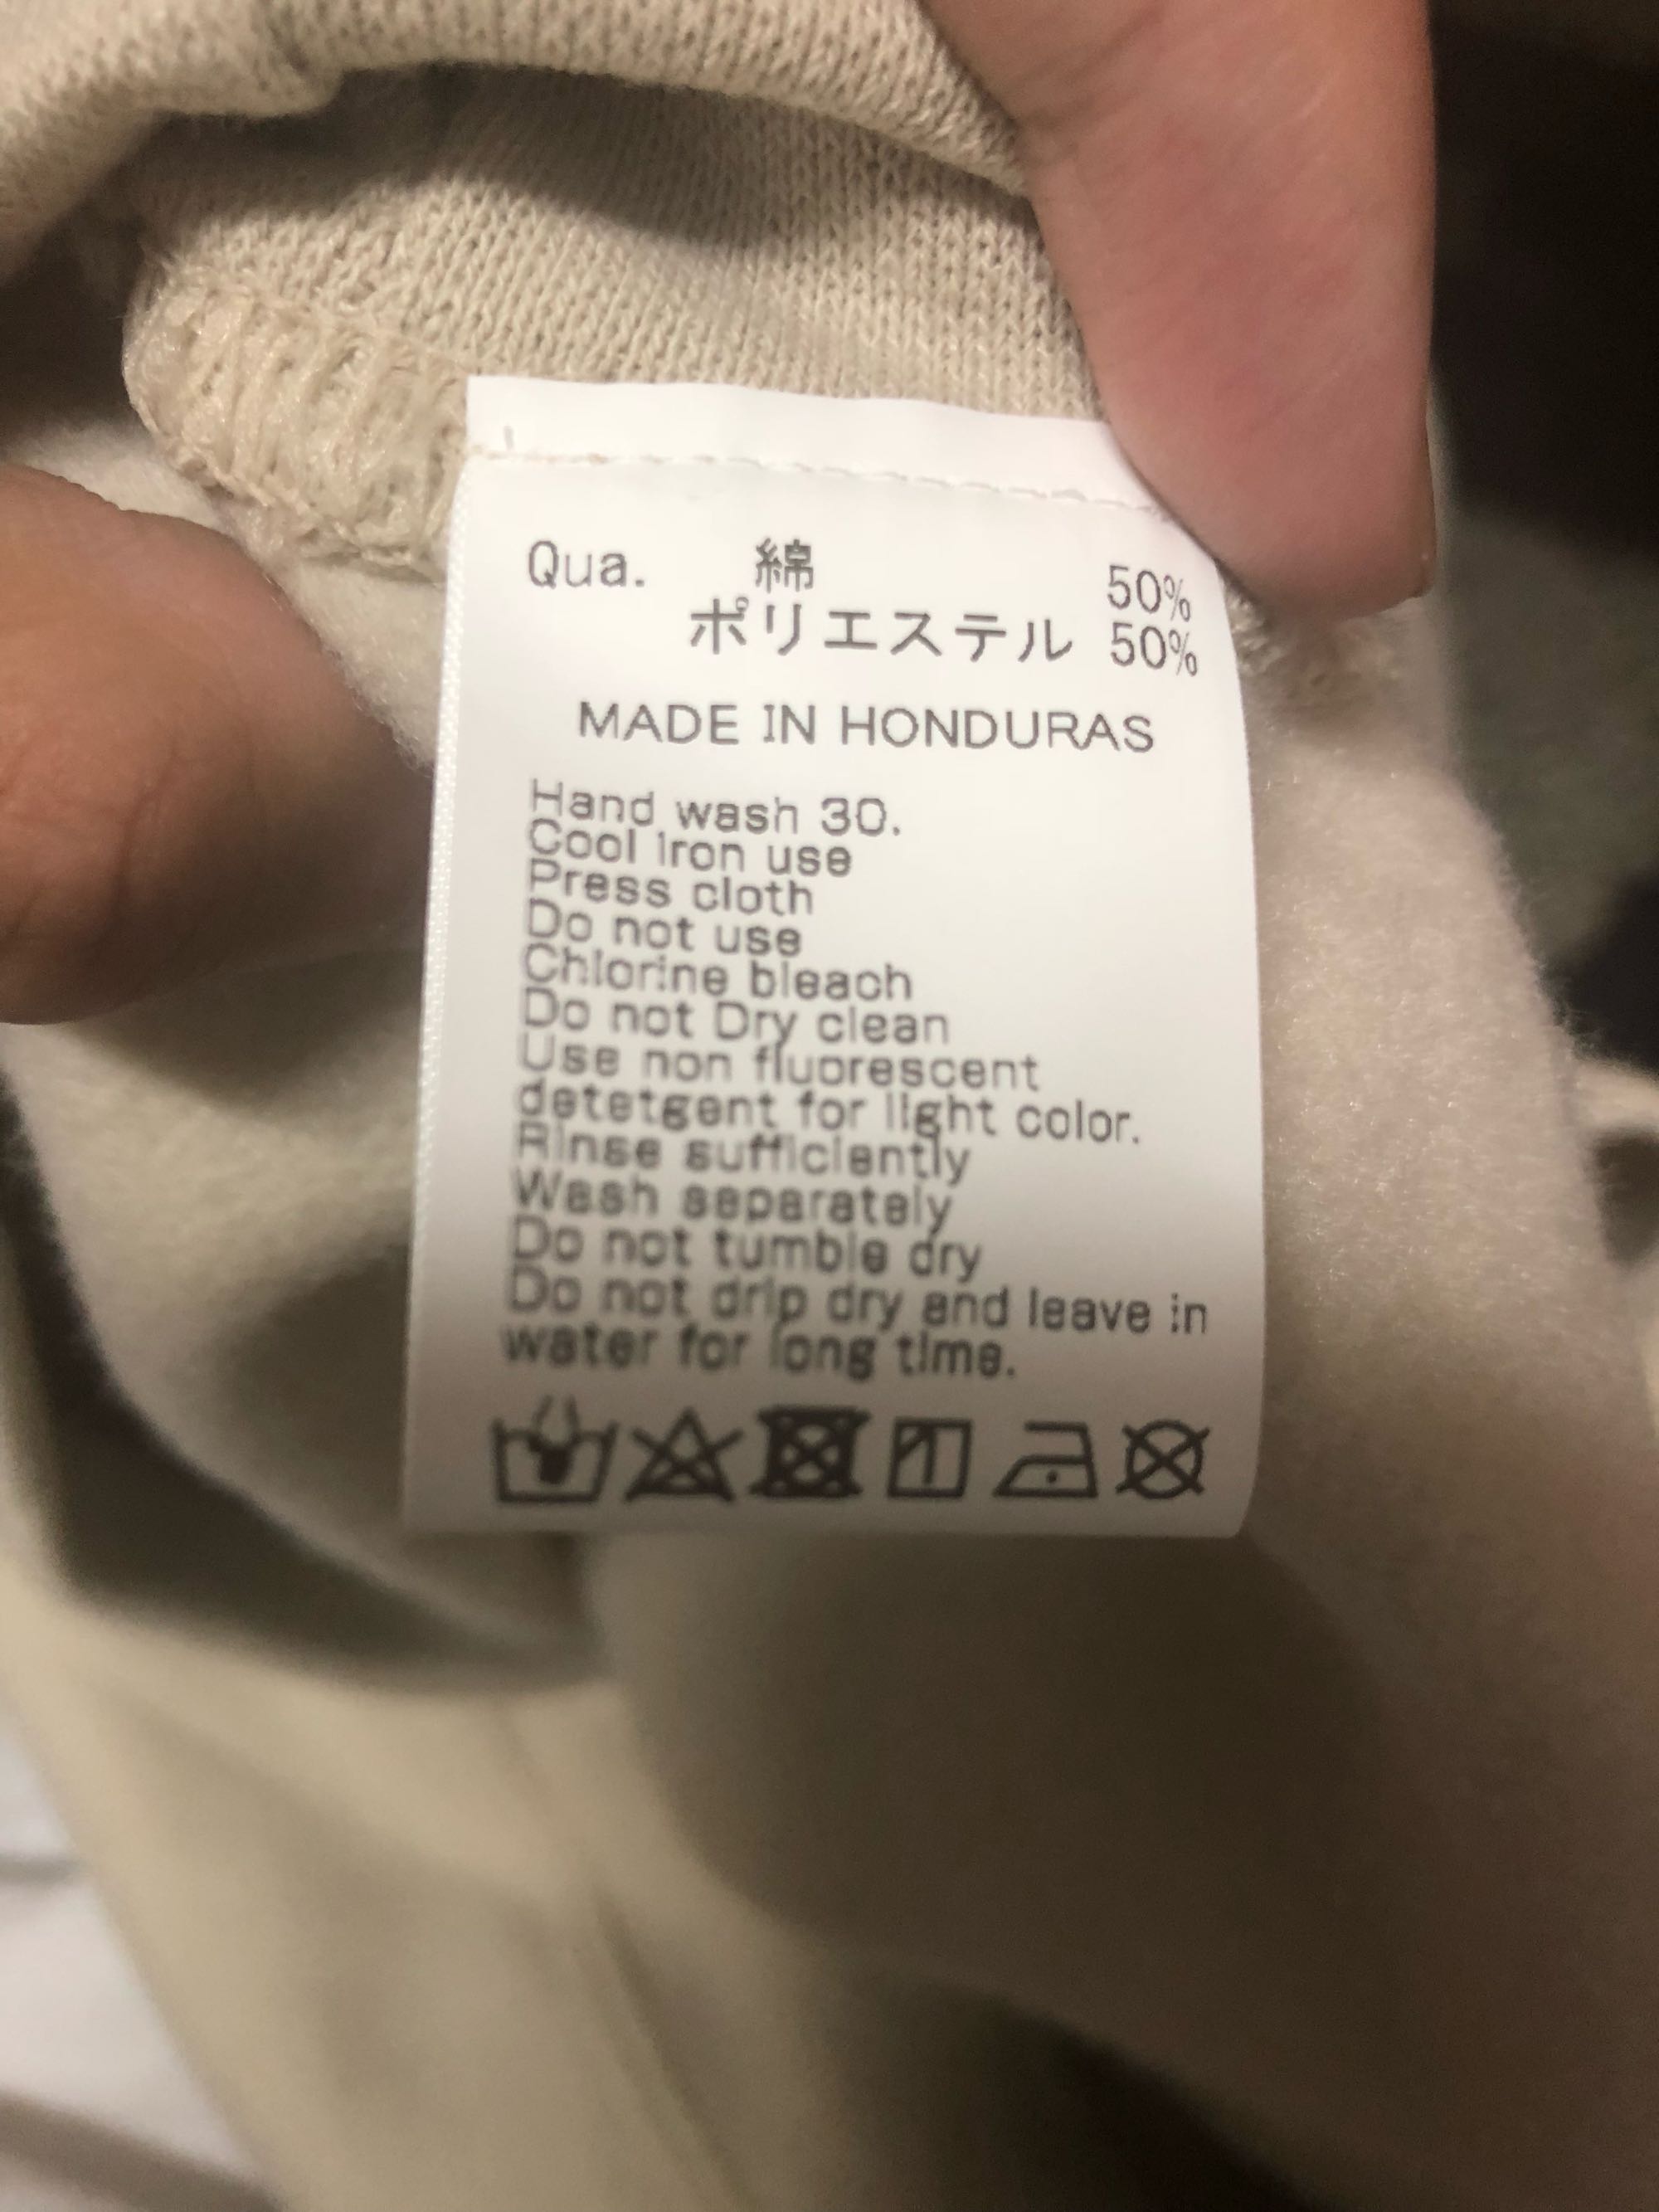 Qua. 綿 50%
ポリエステル 50%
MADE IN HONDURAS
Hand wash 30.
Cool iron use
Press cloth
Do not use
Chlorine bleach
Do not Dry clean
Use non fluorescent
detetgent for light color.
Rinse sufficiently
Wash separately
Do not tumble dry
Do not drip dry and leave in
water for long time.